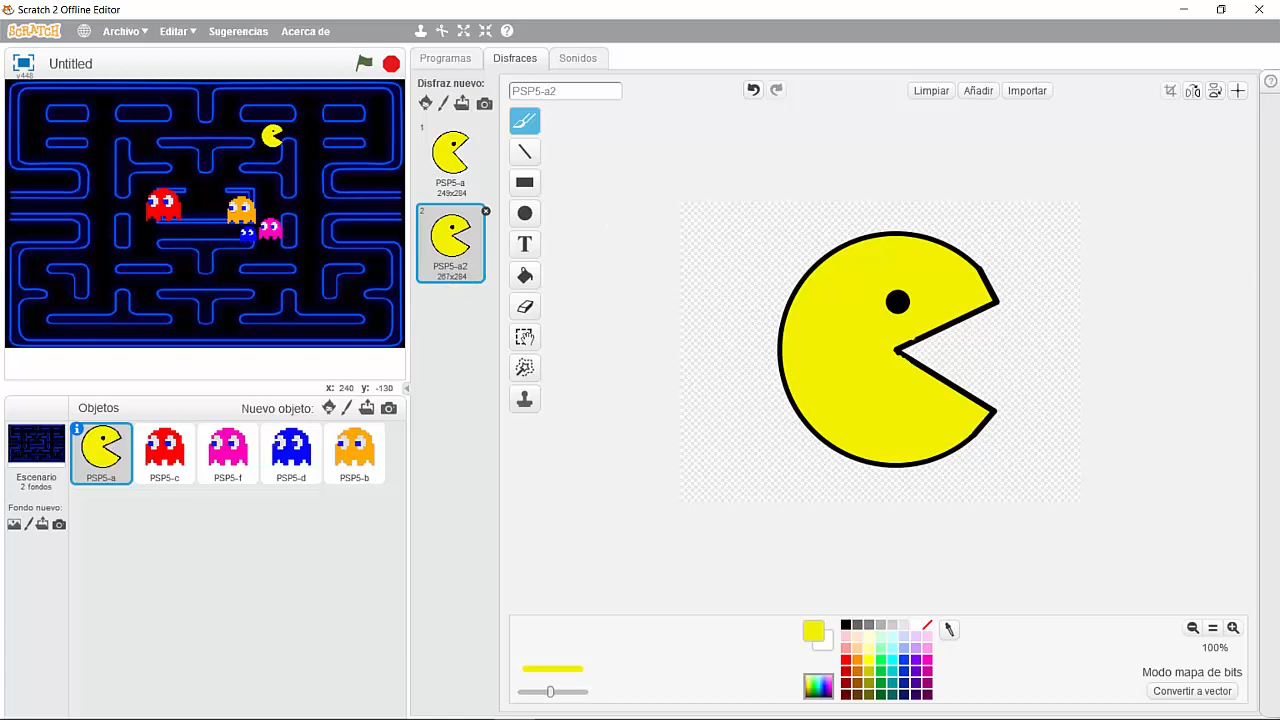 Scratch 2 Offline Editor
SCRATCH Archivo Editar Sugerencias Acerca de
Untitled
v448
Programas Disfraces Sonidos
Disfraz nuevo:
PSP5-a2
Limpiar Añadir Importar
1
PSP5-a
249x284
2
PSP5-a2
267x284
T
x: 240 y: -130
Objetos Nuevo objeto:
Escenario
2 fondos
Fondo nuevo:
PSP5-a PSP5-c PSP5-f PSP5-d PSP5-b
100%
Modo mapa de bits
Convertir a vector